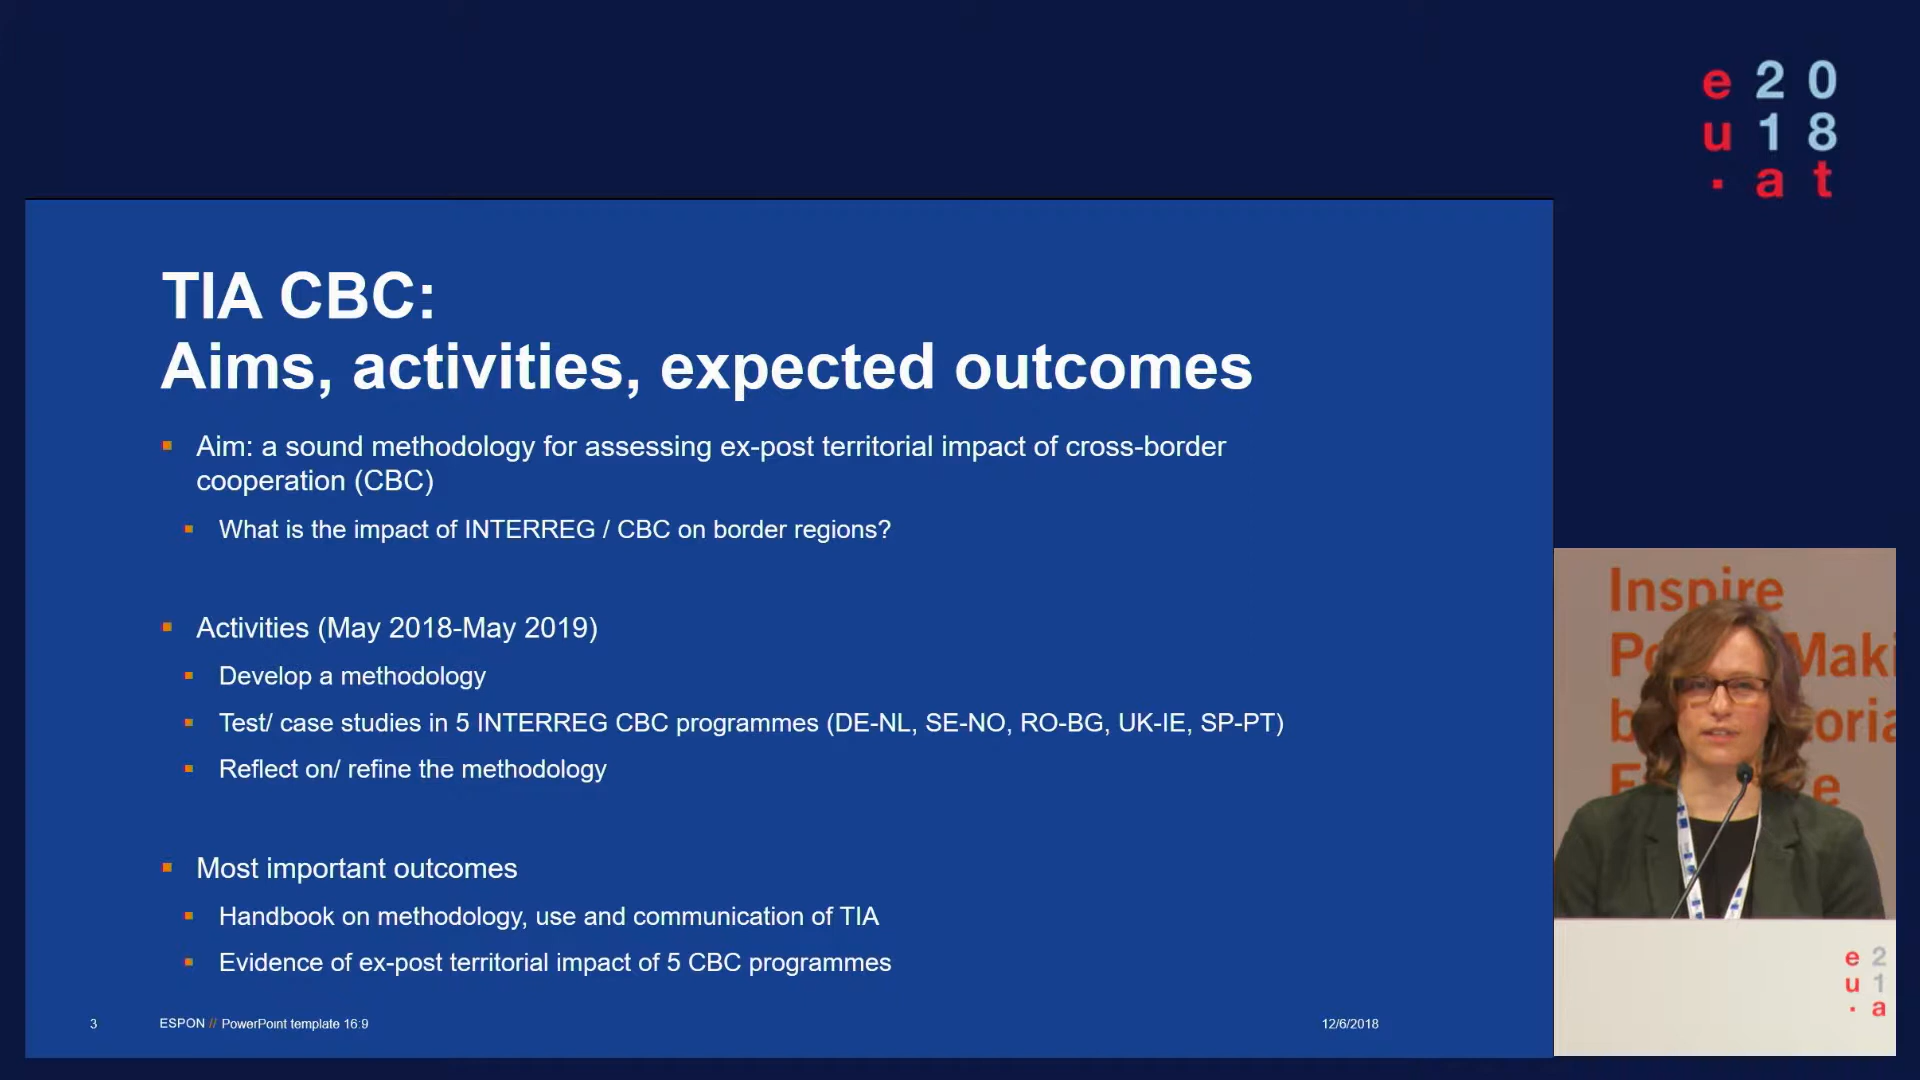 e 2 0
u 1 8
. a t
TIA CBC:
Aims, activities, expected outcomes
Aim: a sound methodology for assessing ex-post territorial impact of cross-border
cooperation (CBC)
What is the impact of INTERREG / CBC on border regions?
Activities (May 2018-May 2019)
Develop a methodology
Test/ case studies in 5 INTERREG CBC programmes (DE-NL, SE-NO, RO-BG, UK-IE, SP-PT)
Reflect on/ refine the methodology
Most important outcomes
Handbook on methodology, use and communication of TIA
Evidence of ex-post territorial impact of 5 CBC programmes
3 ESPON // PowerPoint template 16:9 12/6/2018
Inspire
e 2
u 1
. a